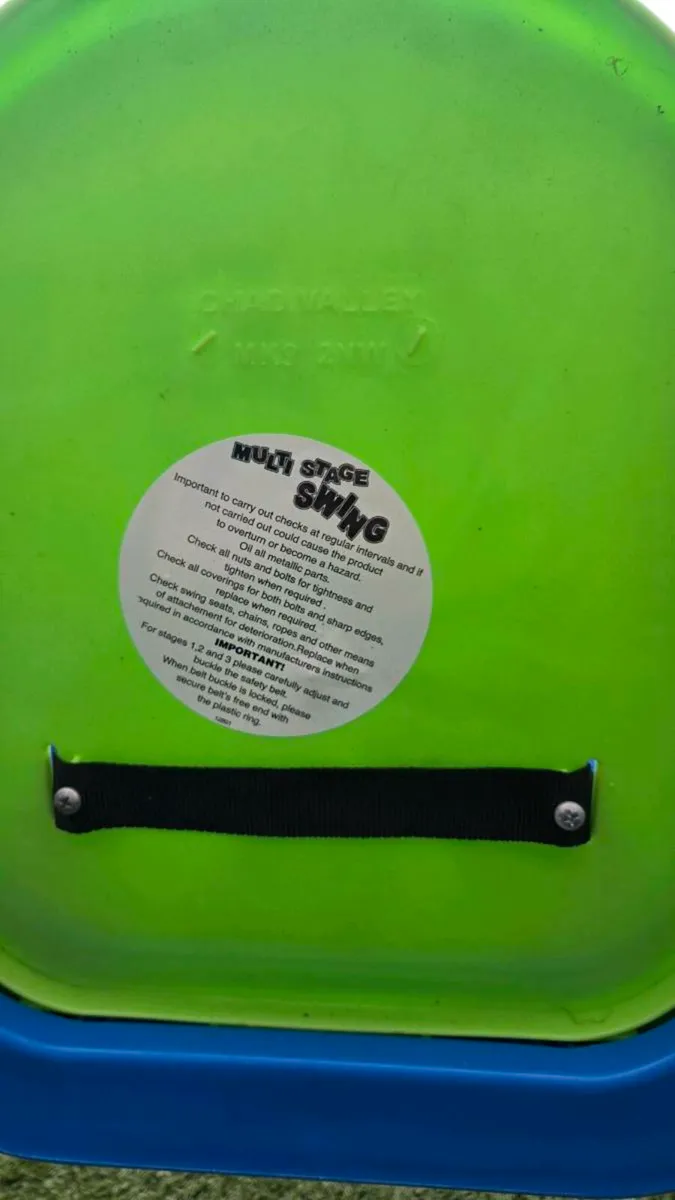 CHAD VALLEY
MK9 2NW
MULTI STAGE
SWING
Important to carry out checks at regular intervals and if
not carried out could cause the product
to overturn or become a hazard.
Oil all metallic parts.
Check all nuts and bolts for tightness and
tighten when required .
Check all coverings for both bolts and sharp edges,
replace when required.
Check swing seats, chains, ropes and other means
of attachement for deterioration.Replace when
equired in accordance with manufacturers instructions
IMPORTANT!
For stages 1,2 and 3 please carefully adjust and
buckle the safety belt.
When belt buckle is locked, please
secure belt's free end with
the plastic ring.